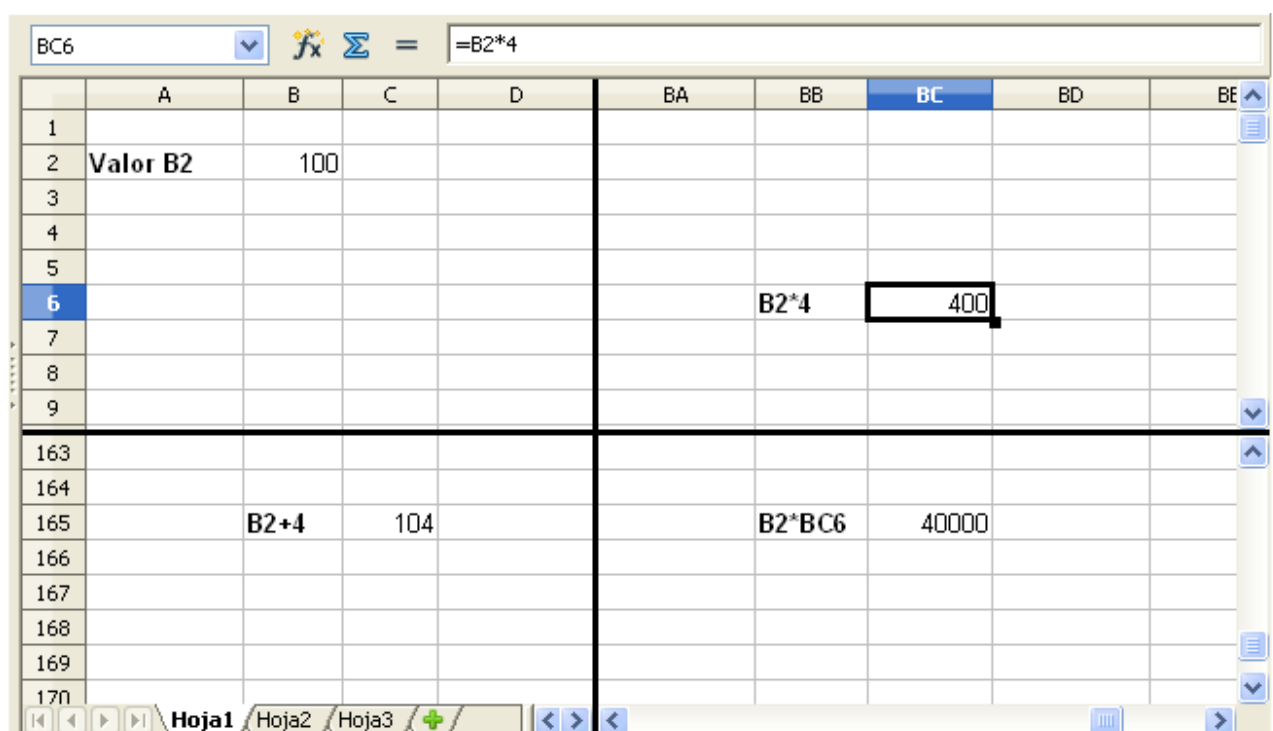 BC6 fx Σ = =B2*4
A B C D BA BB BC BD BE
1
2 Valor B2 100
3
4
5
6 B2*4 400
7
8
9
163
164
165 B2+4 104 B2*BC6 40000
166
167
168
169
170
Hoja1 Hoja2 Hoja3